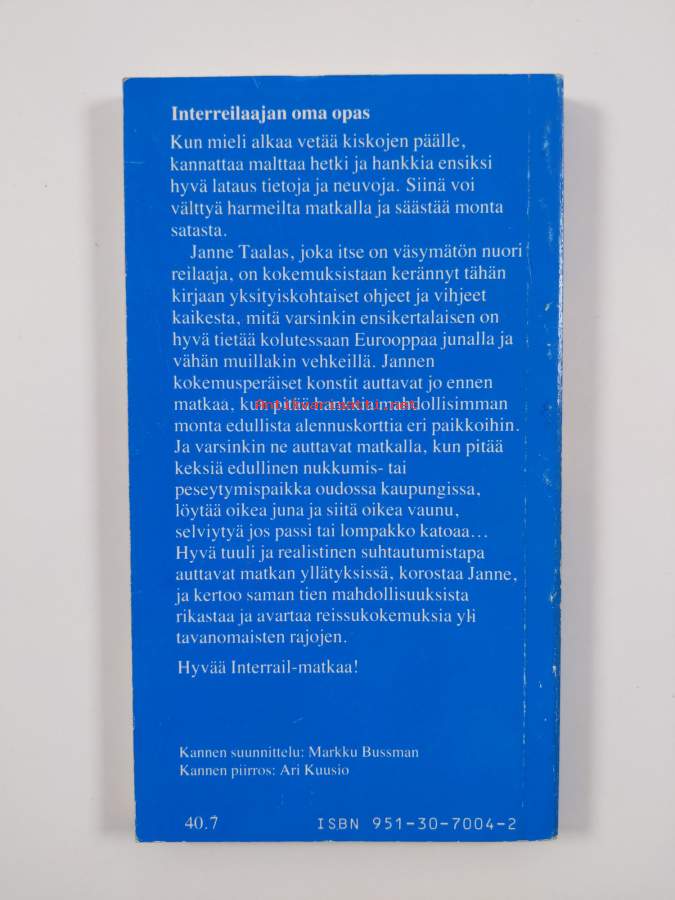 Interreilaajan oma opas
Kun mieli alkaa vetää kiskojen päälle,
kannattaa malttaa hetki ja hankkia ensiksi
hyvä lataus tietoja ja neuvoja. Siinä voi
välttyä harmeilta matkalla ja säästää monta
satasta.
Janne Taalas, joka itse on väsymätön nuori
reilaaja, on kokemuksistaan kerännyt tähän
kirjaan yksityiskohtaiset ohjeet ja vihjeet
kaikesta, mitä varsinkin ensikertalaisen on
hyvä tietää kolutessaan Eurooppaa junalla ja
vähän muillakin vehkeillä. Jannen
kokemusperäiset konstit auttavat jo ennen
matkaa, kun pitää hankkia mahdollisimman
antikvariaatti.net
monta edullista alennuskorttia eri paikkoihin.
Ja varsinkin ne auttavat matkalla, kun pitää
keksiä edullinen nukkumis- tai
peseytymispaikka oudossa kaupungissa,
löytää oikea juna ja siitä oikea vaunu,
selviytyä jos passi tai lompakko katoaa...
Hyvä tuuli ja realistinen suhtautumistapa
auttavat matkan yllätyksissä, korostaa Janne,
ja kertoo saman tien mahdollisuuksista
rikastaa ja avartaa reissukokemuksia yli
tavanomaisten rajojen.
Hyvää Interrail-matkaa!
Kannen suunnittelu: Markku Bussman
Kannen piirros: Ari Kuusio
40.7
ISBN 951-30-7004-2